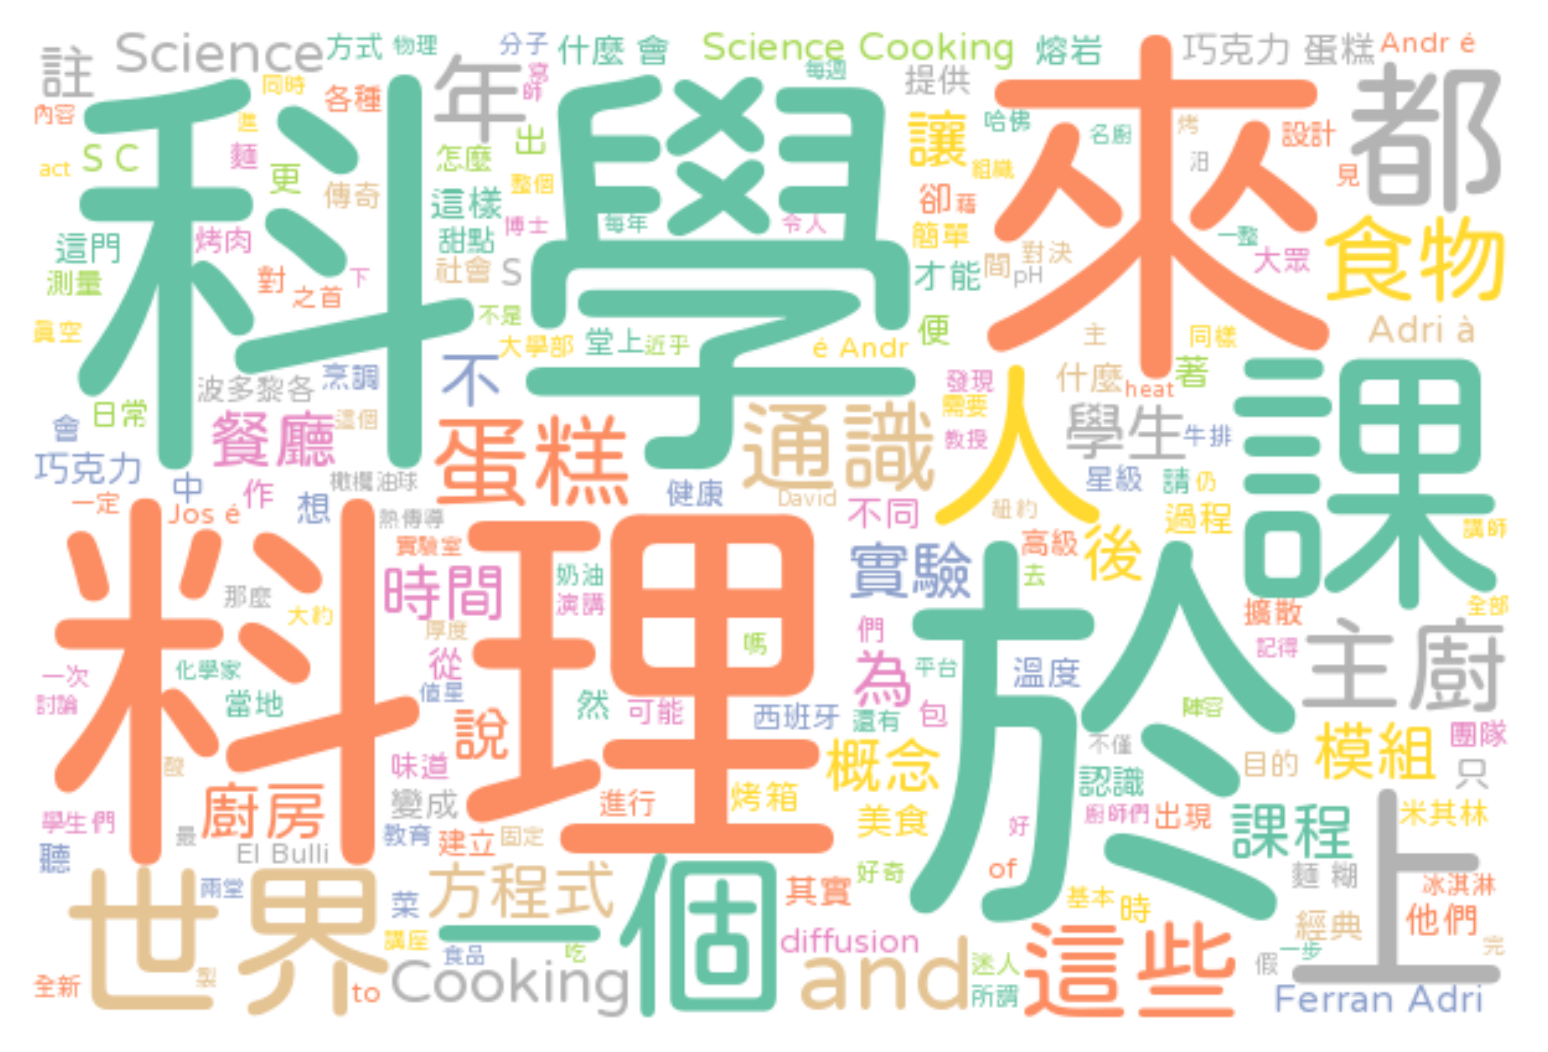 註 Science 方式 物理 分子 什麼 會 Science Cooking 熔岩 巧克力 蛋糕 Andr é
同時 年 寫 師 每週 提供 都
內容 科學 各種 來 讓 哈佛 名廚 烤 設計
進 出 汨 見
act S C 麵 更 傳奇 怎麼 整個 組織
這樣 卻 藉 食物
這門 烤肉 甜點 博士 每年 令人 簡單 一整 大眾
測量 對 之首 下 社會 S 才能 間 對決 pH
眞空 不是 大學部 堂上 近乎 é Andr 便 主 同樣 Adri à
波多黎各 烹調 不 發現 什麼 heat 著 課
會 日常 餐廳 這個 蛋糕 通識 需要 人 學生 牛排
教授
巧克力 中 作 想 橄欖油球 健康 David 星級 請 仍
一定 Jos é 熱傳導 不同 紐約 過程 講師
料理 實驗室 實驗 高級 後
那麼 大約 時間 奶油 演講 去 於 全部
厚度 嗎 們 擴散
一次 化學家 從 為 平台 溫度 記得 主廚
討論 當地 值星 說 然 可能 西班牙 還有 包 陣容
酸 味道 概念 不僅 目的 模組 團隊
廚房 變成 進行 烤箱 美食 認識 只
學生們 最 教育 建立 固定 好 廚師們 出現 課程 米其林
聽 El Bulli of 上
世界 兩堂 菜 方程式 個 其實 好奇 基本 時 麵 糊 冰淇淋
講座 一 diffusion 經典 他們
食品 吃 and 迷人 這些 假 一步 完
全新 製 to Cooking 所謂 Ferran Adri